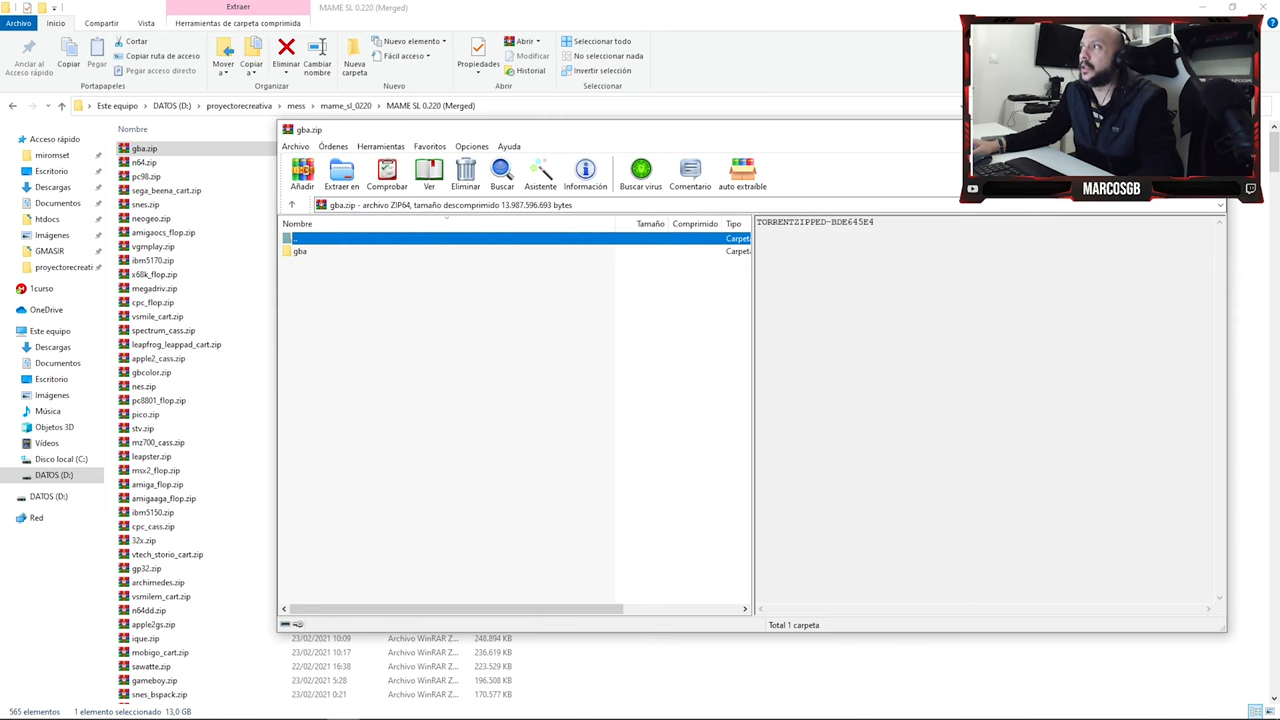 Extraer
MAME SL 0.220 (Merged)
Archivo
Inicio
Compartir
Vista
Herramientas de carpeta comprimida
Anclar al Acceso rápido
Copiar
Pegar
Cortar
Copiar ruta de acceso
Pegar acceso directo
Portapapeles
Mover a
Copiar a
Eliminar
Cambiar nombre
Organizar
Nueva carpeta
Nuevo elemento
Fácil acceso
Nuevo
Propiedades
Abrir
Modificar
Historial
Abrir
Seleccionar todo
No seleccionar nada
Invertir selección
Seleccionar
Este equipo
DATOS (D:)
proyectorecreativa
mess
mame_sl_0220
MAME SL 0.220 (Merged)
Acceso rápido
miromset
Escritorio
Descargas
Documentos
htdocs
Imágenes
GMASIR
proyectorecreati
1curso
OneDrive
Este equipo
Descargas
Documentos
Escritorio
Imágenes
Música
Objetos 3D
Vídeos
Disco local (C:)
DATOS (D:)
DATOS (D:)
Red
Nombre
gba.zip
n64.zip
pc98.zip
sega_beena_cart.zip
snes.zip
neogeo.zip
amigaocs_flop.zip
vgmplay.zip
ibm5170.zip
x68k_flop.zip
megadriv.zip
cpc_flop.zip
vsmile_cart.zip
spectrum_cass.zip
leapfrog_leappad_cart.zip
apple2_cass.zip
gbcolor.zip
nes.zip
pc8801_flop.zip
pico.zip
stv.zip
mz700_cass.zip
leapster.zip
msx2_flop.zip
amiga_flop.zip
amigaaga_flop.zip
ibm5150.zip
cpc_cass.zip
32x.zip
vtech_storio_cart.zip
gp32.zip
archimedes.zip
vsmilem_cart.zip
n64dd.zip
apple2gs.zip
ique.zip 23/02/2021 10:09 Archivo WinRAR Z... 248.894 KB
mobigo_cart.zip 23/02/2021 10:17 Archivo WinRAR Z... 236.619 KB
sawatte.zip 22/02/2021 16:38 Archivo WinRAR Z... 223.529 KB
gameboy.zip 23/02/2021 5:28 Archivo WinRAR Z... 196.508 KB
snes_bspack.zip 23/02/2021 0:21 Archivo WinRAR Z... 170.577 KB
565 elementos
1 elemento seleccionado 13,0 GB
gba.zip
Archivo
Órdenes
Herramientas
Favoritos
Opciones
Ayuda
Añadir
Extraer en
Comprobar
Ver
Eliminar
Buscar
Asistente
Información
Buscar virus
Comentario
auto extraíble
gba.zip - archivo ZIP64, tamaño descomprimido 13.987.596.693 bytes
Nombre
Tamaño
Comprimido
Tipo
.. Carpet
gba Carpet
TORRENTZIPPED-BDE645E4
Total 1 carpeta
MARCOSGB